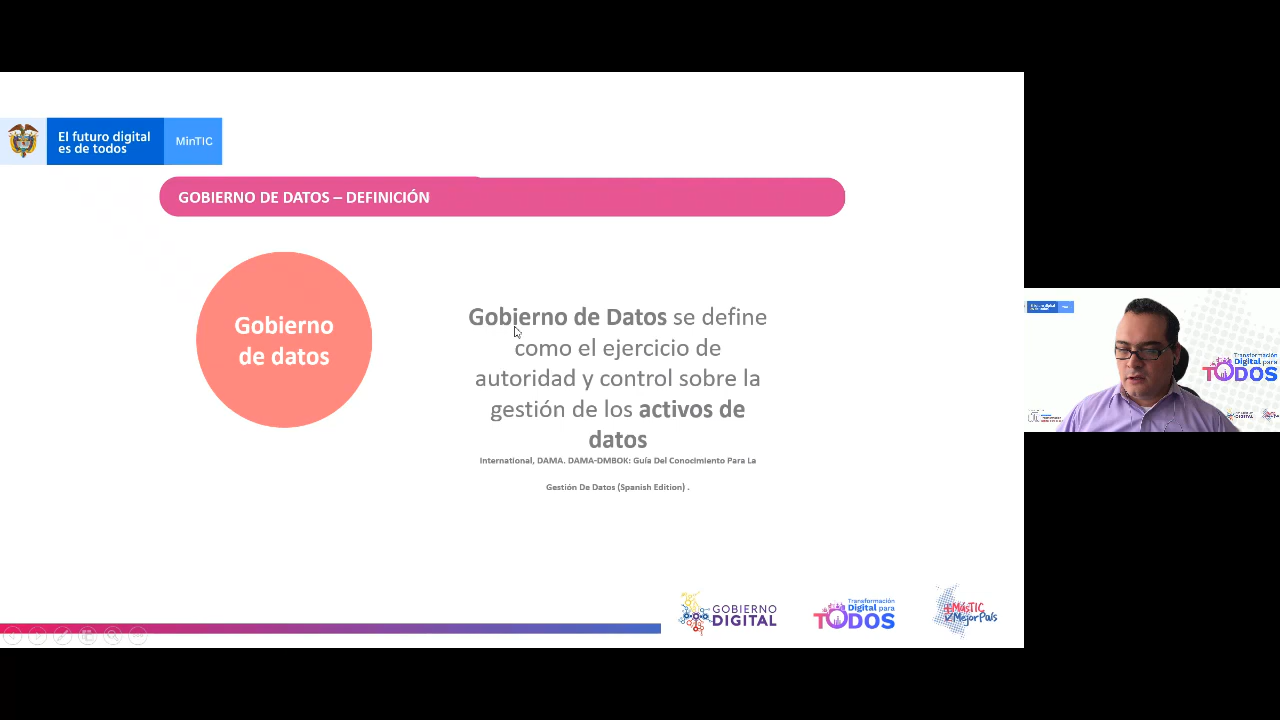 El futuro digital
es de todos
MinTIC
GOBIERNO DE DATOS – DEFINICIÓN
Gobierno
de datos
Gobierno de Datos se define
como el ejercicio de
autoridad y control sobre la
gestión de los activos de
datos
International, DAMA. DAMA-DMBOK: Guía Del Conocimiento Para La
Gestión De Datos (Spanish Edition) .
GOBIERNO
DIGITAL
Transformación
Digital para
TODOS
+MásTIC
MejorPaís
Transformación
Digital para
TODOS